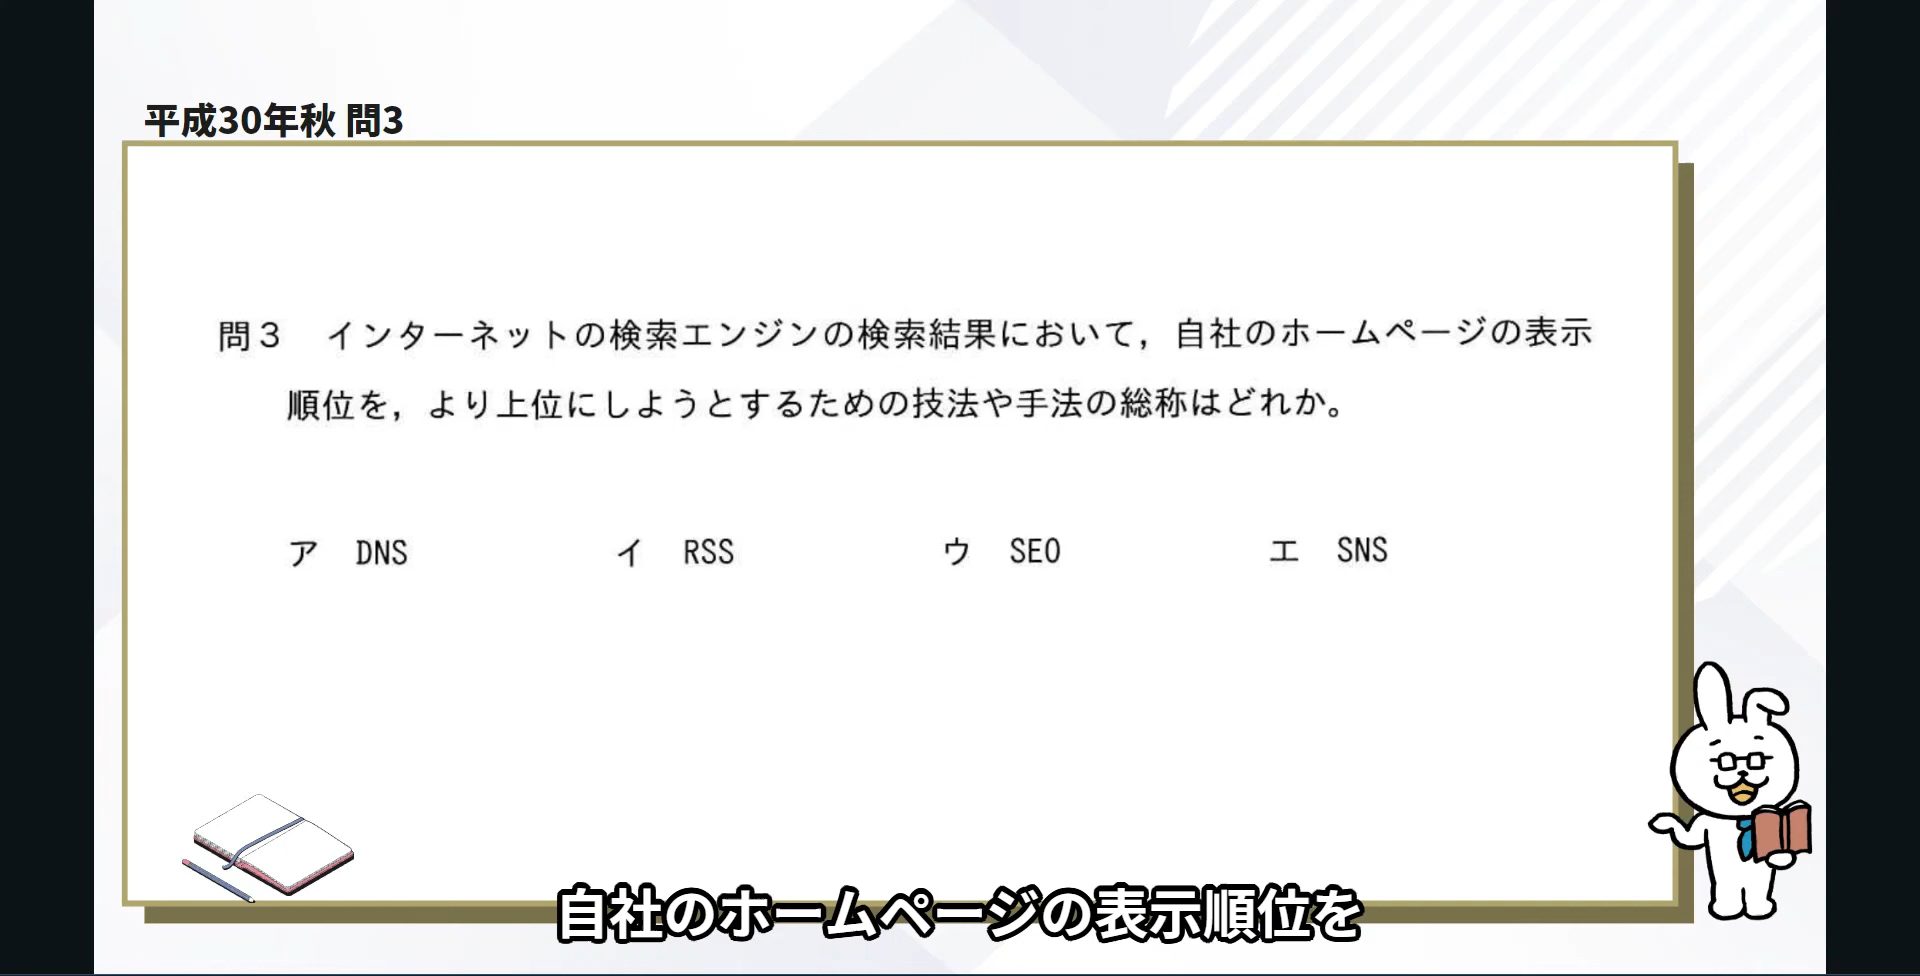 平成30年秋 問3
問３　インターネットの検索エンジンの検索結果において，自社のホームページの表示
順位を，より上位にしようとするための技法や手法の総称はどれか。
ア　DNS　イ　RSS　ウ　SEO　エ　SNS
自社のホームページの表示順位を